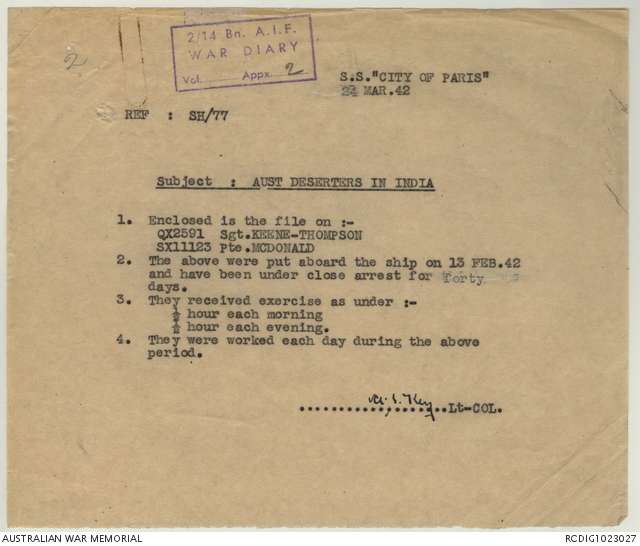 2
2/14 Bn. A.I.F.
WAR DIARY
Vol. Appx. 2
S.S."CITY OF PARIS"
24 MAR.42
REF : SH/77
Subject : AUST DESERTERS IN INDIA
1. Enclosed is the file on :-
QX2591 Sgt.KEENE-THOMPSON
SX11123 Pte.MCDONALD
2. The above were put aboard the ship on 13 FEB.42
and have been under close arrest for forty
days.
3. They received exercise as under :-
½ hour each morning
½ hour each evening.
4. They were worked each day during the above
period.
Lt-COL.
AUSTRALIAN WAR MEMORIAL
RCDIG1023027